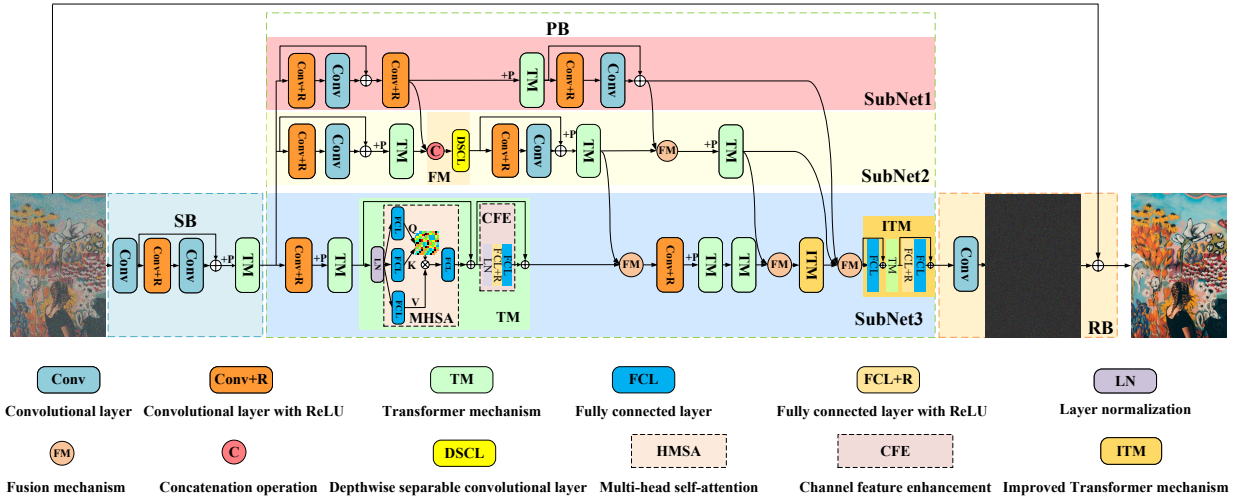 PB
Conv+R
Conv
Conv+R
+P
TM
Conv+R
Conv
SubNet1
Conv+R
Conv
+P
TM
C
DSCL
FM
Conv+R
Conv
+P
TM
FM
+P
TM
SubNet2
SB
Conv
Conv+R
Conv
+P
TM
Conv+R
+P
TM
LN
FCL
FCL
FCL
Q
K
V
FCL
MHSA
CFE
LN
FCL+R
FCL
TM
FM
Conv+R
TM
TM
FM
ITM
FM
ITM
FCL
TM
FCL+R
FCL
SubNet3
Conv
RB
Conv
Conv+R
TM
FCL
FCL+R
LN
Convolutional layer
Convolutional layer with ReLU
Transformer mechanism
Fully connected layer
Fully connected layer with ReLU
Layer normalization
FM
C
DSCL
HMSA
CFE
ITM
Fusion mechanism
Concatenation operation
Depthwise separable convolutional layer
Multi-head self-attention
Channel feature enhancement
Improved Transformer mechanism